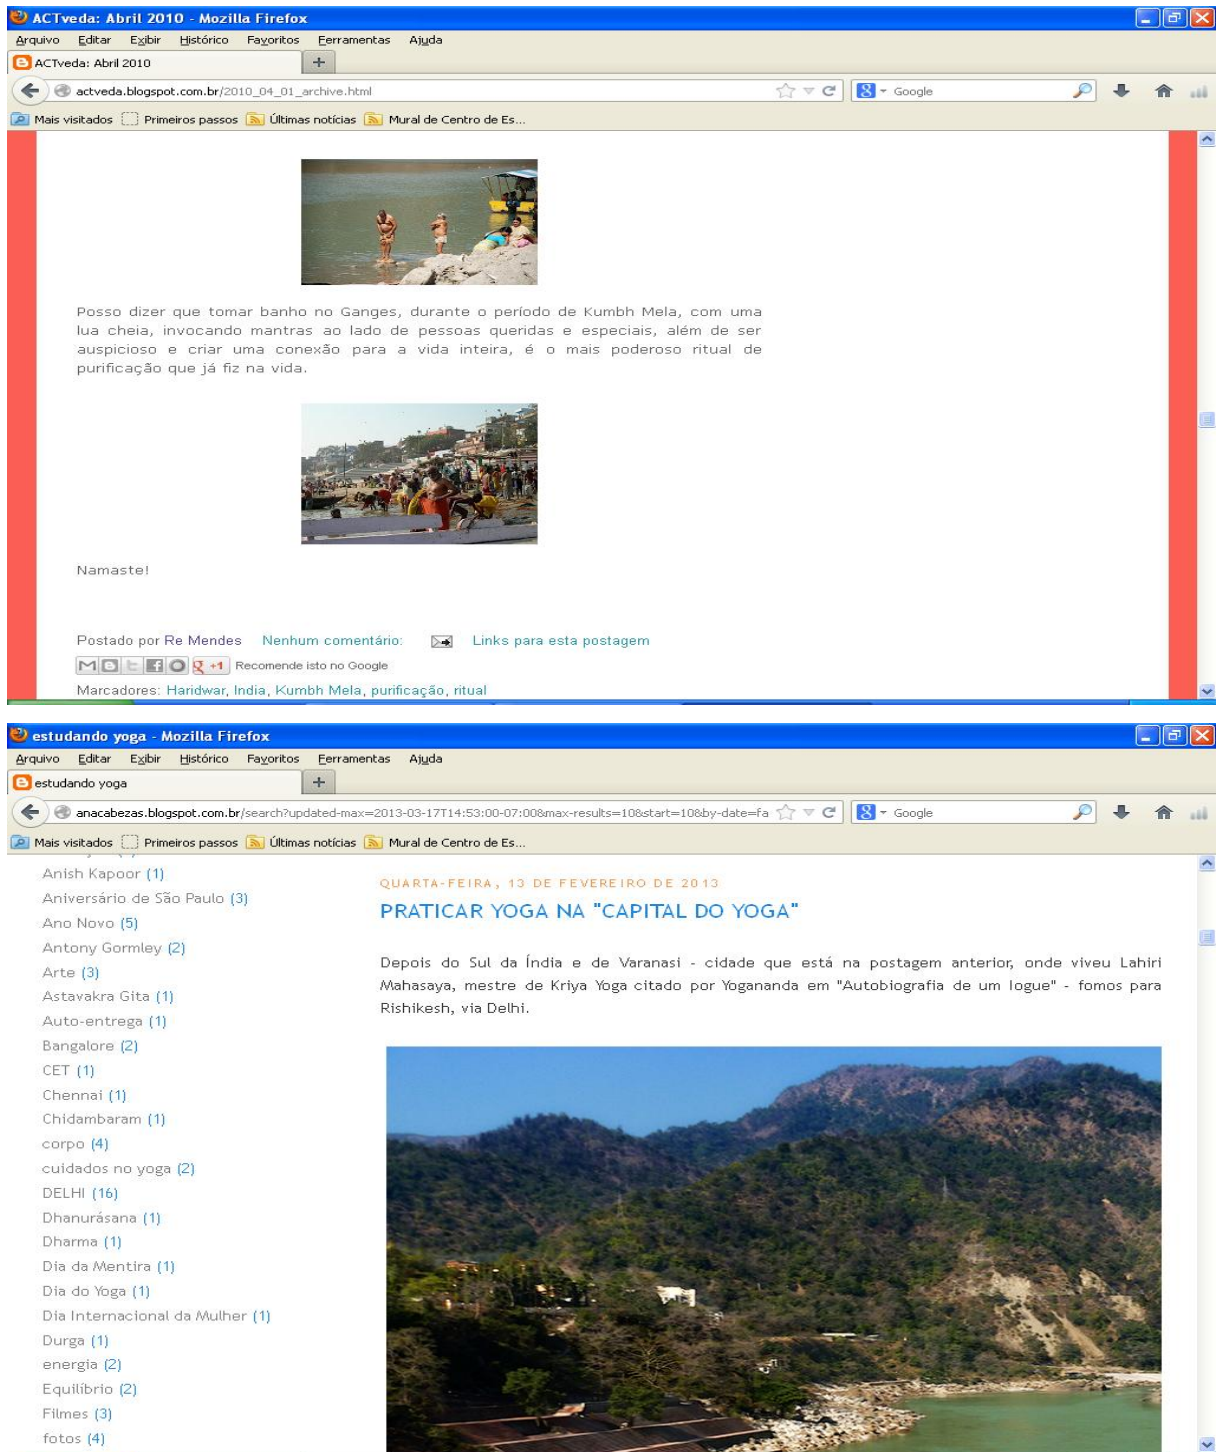 ACTveda: Abril 2010 - Mozilla Firefox
Arquivo Editar Exibir Histórico Favoritos Ferramentas Ajuda
ACTveda: Abril 2010
actveda.blogspot.com.br/2010_04_01_archive.html
Google
Mais visitados Primeiros passos Últimas notícias Mural de Centro de Es...
Posso dizer que tomar banho no Ganges, durante o período de Kumbh Mela, com uma
lua cheia, invocando mantras ao lado de pessoas queridas e especiais, além de ser
auspicioso e criar uma conexão para a vida inteira, é o mais poderoso ritual de
purificação que já fiz na vida.
Namaste!
Postado por Re Mendes Nenhum comentário: Links para esta postagem
+1 Recomende isto no Google
Marcadores: Haridwar, India, Kumbh Mela, purificação, ritual
estudando yoga - Mozilla Firefox
Arquivo Editar Exibir Histórico Favoritos Ferramentas Ajuda
estudando yoga
anacabezas.blogspot.com.br/search?updated-max=2013-03-17T14:53:00-07:00&max-results=10&start=10&by-date=fa
Google
Mais visitados Primeiros passos Últimas notícias Mural de Centro de Es...
Anish Kapoor (1)
Aniversário de São Paulo (3)
Ano Novo (5)
Antony Gormley (2)
Arte (3)
Astavakra Gita (1)
Auto-entrega (1)
Bangalore (2)
CET (1)
Chennai (1)
Chidambaram (1)
corpo (4)
cuidados no yoga (2)
DELHI (16)
Dhanurásana (1)
Dharma (1)
Dia da Mentira (1)
Dia do Yoga (1)
Dia Internacional da Mulher (1)
Durga (1)
energia (2)
Equilíbrio (2)
Filmes (3)
fotos (4)
QUARTA-FEIRA, 13 DE FEVEREIRO DE 2013
PRATICAR YOGA NA "CAPITAL DO YOGA"
Depois do Sul da Índia e de Varanasi - cidade que está na postagem anterior, onde viveu Lahiri
Mahasaya, mestre de Kriya Yoga citado por Yogananda em "Autobiografia de um Iogue" - fomos para
Rishikesh, via Delhi.